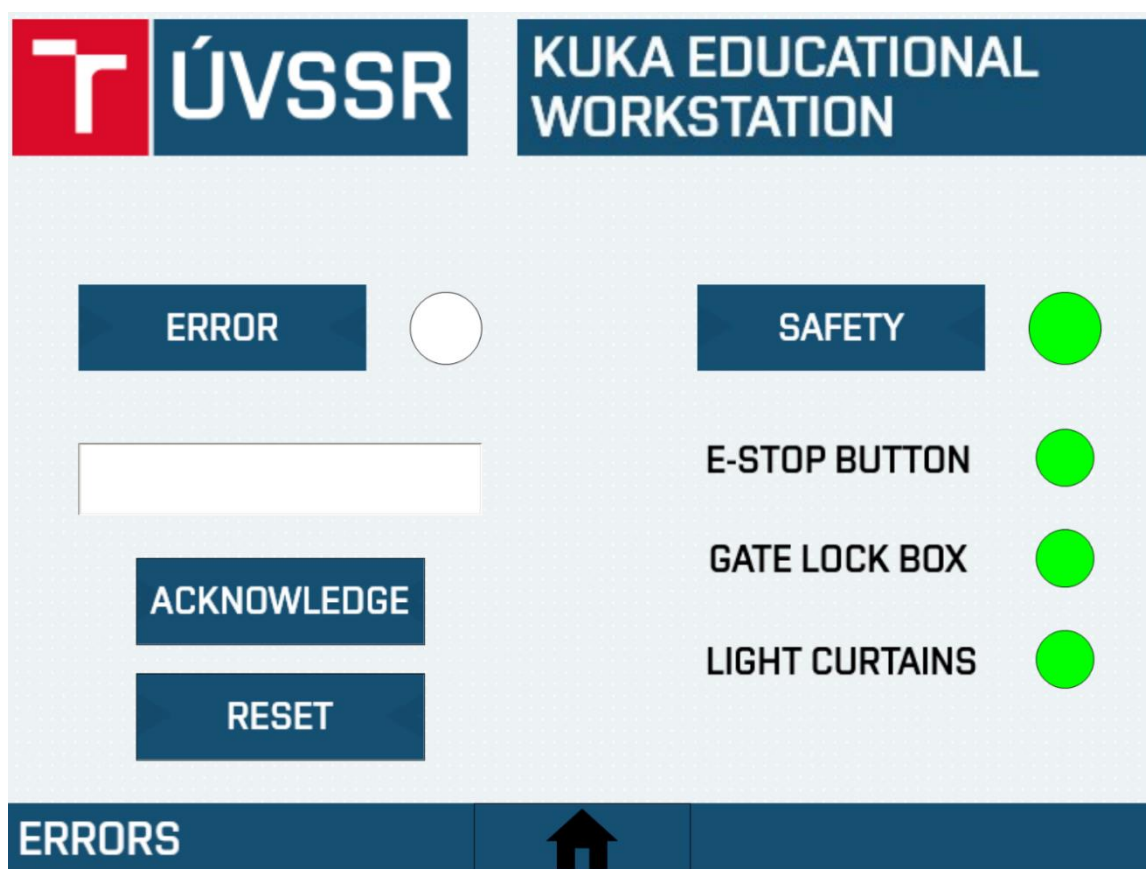 ÚVSSR
KUKA EDUCATIONAL
WORKSTATION
ERROR
SAFETY
E-STOP BUTTON
GATE LOCK BOX
ACKNOWLEDGE
LIGHT CURTAINS
RESET
ERRORS